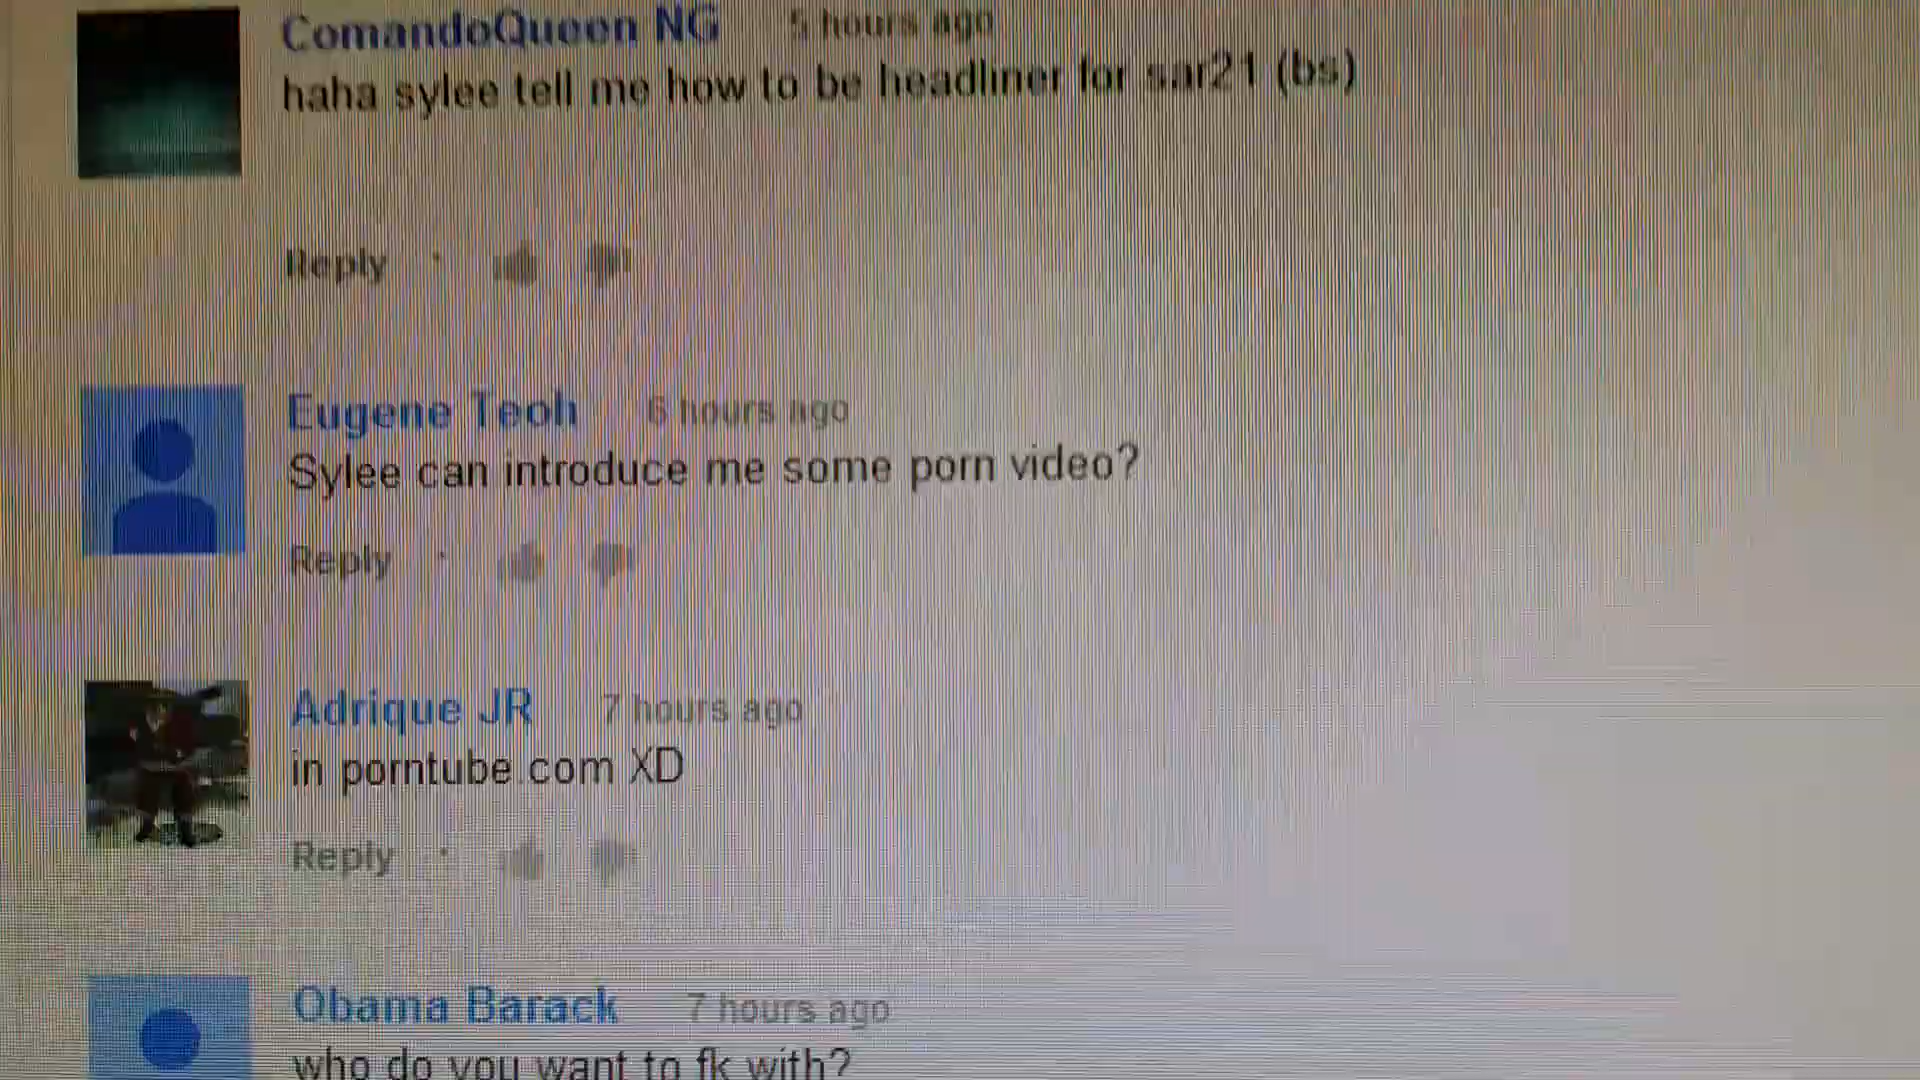 ComandoQueen NG 5 hours ago
haha sylee tell me how to be headliner for sar21 (bs)
Reply
Eugene Teoh 6 hours ago
Sylee can introduce me some porn video?
Reply
Adrique JR 7 hours ago
in porntube.com XD
Reply
Obama Barack 7 hours ago
who do you want to fk with?